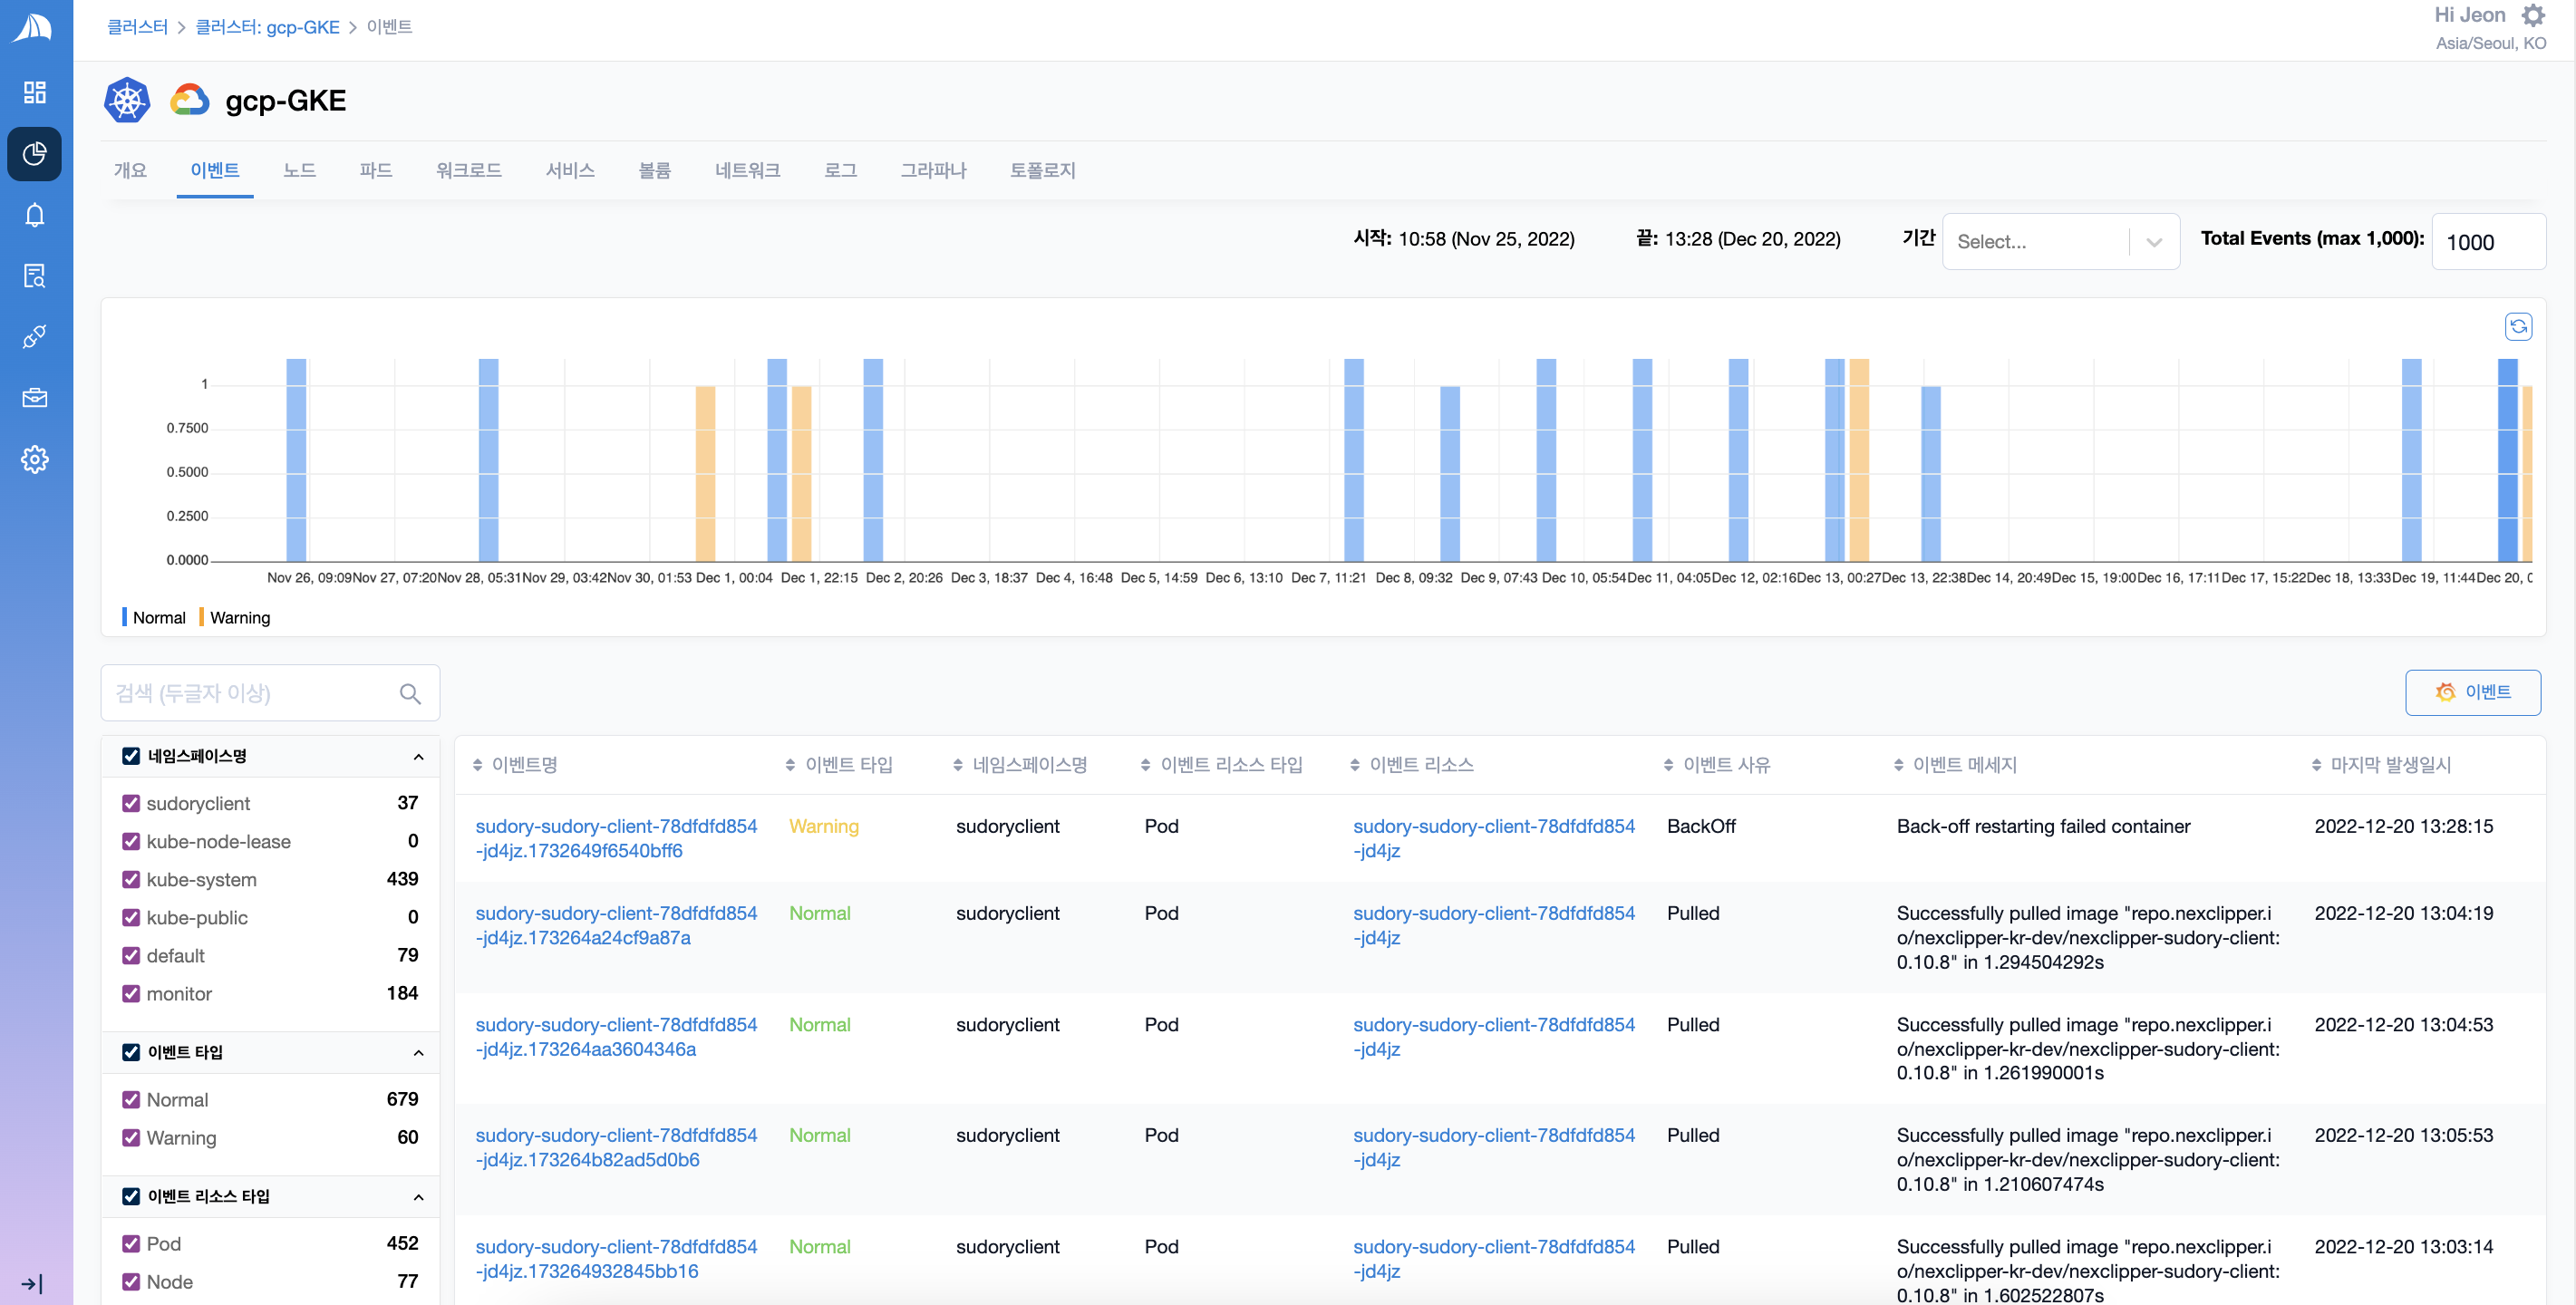 클러스터 > 클러스터: gcp-GKE > 이벤트
Hi Jeon
Asia/Seoul, KO
gcp-GKE
개요 이벤트 노드 파드 워크로드 서비스 볼륨 네트워크 로그 그라파나 토폴로지
시작: 10:58 (Nov 25, 2022) 끝: 13:28 (Dec 20, 2022) 기간 Select... Total Events (max 1,000): 1000
1
0.7500
0.5000
0.2500
0.0000
Nov 26, 09:09 Nov 27, 07:20 Nov 28, 05:31 Nov 29, 03:42 Nov 30, 01:53 Dec 1, 00:04 Dec 1, 22:15 Dec 2, 20:26 Dec 3, 18:37 Dec 4, 16:48 Dec 5, 14:59 Dec 6, 13:10 Dec 7, 11:21 Dec 8, 09:32 Dec 9, 07:43 Dec 10, 05:54 Dec 11, 04:05 Dec 12, 02:16 Dec 13, 00:27 Dec 13, 22:38 Dec 14, 20:49 Dec 15, 19:00 Dec 16, 17:11 Dec 17, 15:22 Dec 18, 13:33 Dec 19, 11:44 Dec 20,
Normal Warning
검색 (두글자 이상)
이벤트
네임스페이스명
sudoryclient 37
kube-node-lease 0
kube-system 439
kube-public 0
default 79
monitor 184
이벤트 타입
Normal 679
Warning 60
이벤트 리소스 타입
Pod 452
Node 77
이벤트명 이벤트 타입 네임스페이스명 이벤트 리소스 타입 이벤트 리소스 이벤트 사유 이벤트 메세지 마지막 발생일시
sudory-sudory-client-78dfdfd854 Warning sudoryclient Pod sudory-sudory-client-78dfdfd854 BackOff Back-off restarting failed container 2022-12-20 13:28:15
-jd4jz.1732649f6540bff6 -jd4jz
sudory-sudory-client-78dfdfd854 Normal sudoryclient Pod sudory-sudory-client-78dfdfd854 Pulled Successfully pulled image "repo.nexclipper.i 2022-12-20 13:04:19
-jd4jz.173264a24cf9a87a -jd4jz o/nexclipper-kr-dev/nexclipper-sudory-client:
0.10.8" in 1.294504292s
sudory-sudory-client-78dfdfd854 Normal sudoryclient Pod sudory-sudory-client-78dfdfd854 Pulled Successfully pulled image "repo.nexclipper.i 2022-12-20 13:04:53
-jd4jz.173264aa3604346a -jd4jz o/nexclipper-kr-dev/nexclipper-sudory-client:
0.10.8" in 1.261990001s
sudory-sudory-client-78dfdfd854 Normal sudoryclient Pod sudory-sudory-client-78dfdfd854 Pulled Successfully pulled image "repo.nexclipper.i 2022-12-20 13:05:53
-jd4jz.173264b82ad5d0b6 -jd4jz o/nexclipper-kr-dev/nexclipper-sudory-client:
0.10.8" in 1.210607474s
sudory-sudory-client-78dfdfd854 Normal sudoryclient Pod sudory-sudory-client-78dfdfd854 Pulled Successfully pulled image "repo.nexclipper.i 2022-12-20 13:03:14
-jd4jz.173264932845bb16 -jd4jz o/nexclipper-kr-dev/nexclipper-sudory-client:
0.10.8" in 1.602522807s